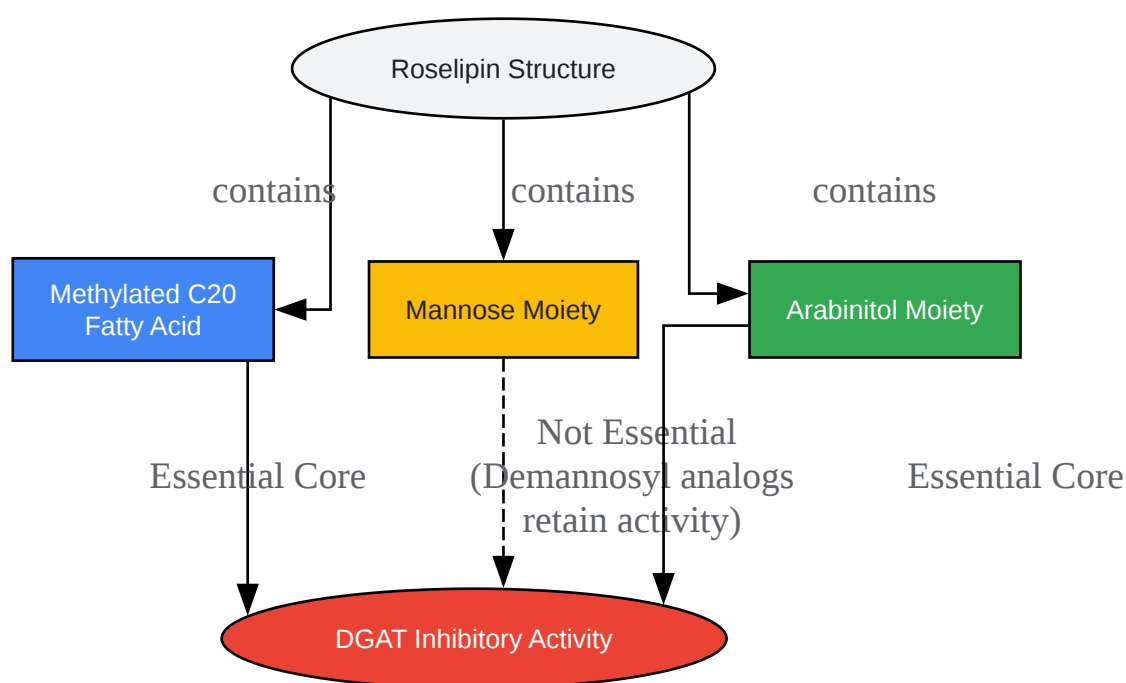 Roselipin Structure
contains
contains
contains
Methylated C20
Fatty Acid
Mannose Moiety
Arabinitol Moiety
Essential Core
Not Essential
(Demannosyl analogs
retain activity)
Essential Core
DGAT Inhibitory Activity